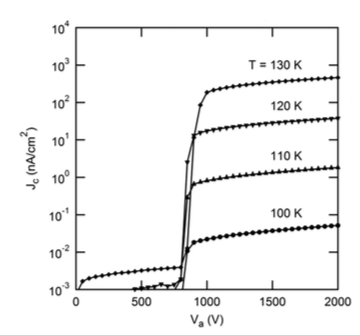 10⁴
10³
10²
10¹
10⁰
10⁻¹
10⁻²
10⁻³
J_c (nA/cm²)
T = 130 K
120 K
110 K
100 K
0 500 1000 1500 2000
V_a (V)